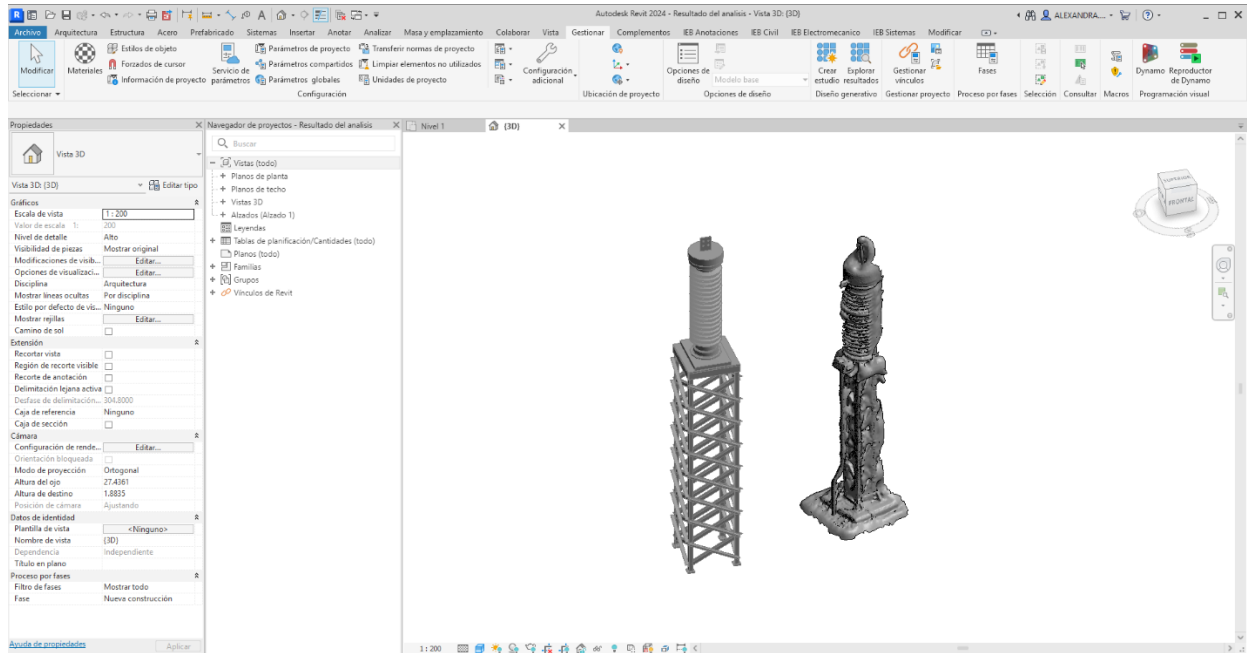 Autodesk Revit 2024 - Resultado del analisis - Vista 3D: {3D}
ALEXANDRA...
Archivo Arquitectura Estructura Acero Prefabricado Sistemas Insertar Anotar Analizar Masa y emplazamiento Colaborar Vista Gestionar Complementos IEB Anotaciones IEB Civil IEB Electromecanico IEB Sistemas Modificar
Modificar
Materiales
Estilos de objeto
Forzados de cursor
Información de proyecto
Servicio de
parámetros
Parámetros de proyecto
Parámetros compartidos
Parámetros globales
Transferir normas de proyecto
Limpiar elementos no utilizados
Unidades de proyecto
Configuración
adicional
Opciones de
diseño
Modelo base
Crear
estudio
Explorar
resultados
Gestionar
vínculos
Fases
Dynamo
Reproductor
de Dynamo
Seleccionar
Configuración
Ubicación de proyecto
Opciones de diseño
Diseño generativo
Gestionar proyecto
Proceso por fases
Selección
Consultar
Macros
Programación visual
Propiedades
Vista 3D
Vista 3D: {3D}
Editar tipo
Gráficos
Escala de vista 1 : 200
Valor de escala 1: 200
Nivel de detalle Alto
Visibilidad de piezas Mostrar original
Modificaciones de visib... Editar...
Opciones de visualizaci... Editar...
Disciplina Arquitectura
Mostrar líneas ocultas Por disciplina
Estilo por defecto de vis... Ninguno
Mostrar rejillas Editar...
Camino de sol
Extensión
Recortar vista
Región de recorte visible
Recorte de anotación
Delimitación lejana activa
Desfase de delimitación... 304.8000
Caja de referencia Ninguno
Caja de sección
Cámara
Configuración de rende... Editar...
Orientación bloqueada
Modo de proyección Ortogonal
Altura del ojo 27.4361
Altura de destino 1.8835
Posición de cámara Ajustando
Datos de identidad
Plantilla de vista <Ninguno>
Nombre de vista {3D}
Dependencia Independiente
Título en plano
Proceso por fases
Filtro de fases Mostrar todo
Fase Nueva construcción
Ayuda de propiedades
Aplicar
Navegador de proyectos - Resultado del analisis
Buscar
Vistas (todo)
Planos de planta
Planos de techo
Vistas 3D
Alzados (Alzado 1)
Leyendas
Tablas de planificación/Cantidades (todo)
Planos (todo)
Familias
Grupos
Vínculos de Revit
Nivel 1
{3D}
FRONTAL
1 : 200